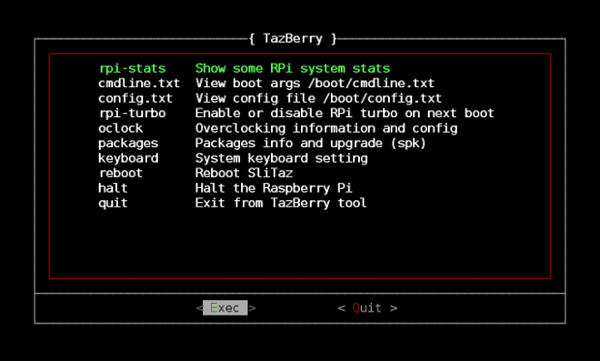 { TazBerry }
rpi-stats Show some RPi system stats
cmdline.txt View boot args /boot/cmdline.txt
config.txt View config file /boot/config.txt
rpi-turbo Enable or disable RPi turbo on next boot
oclock Overclocking information and config
packages Packages info and upgrade (spk)
keyboard System keyboard setting
reboot Reboot SliTaz
halt Halt the Raspberry Pi
quit Exit from TazBerry tool
< Exec > < Quit >